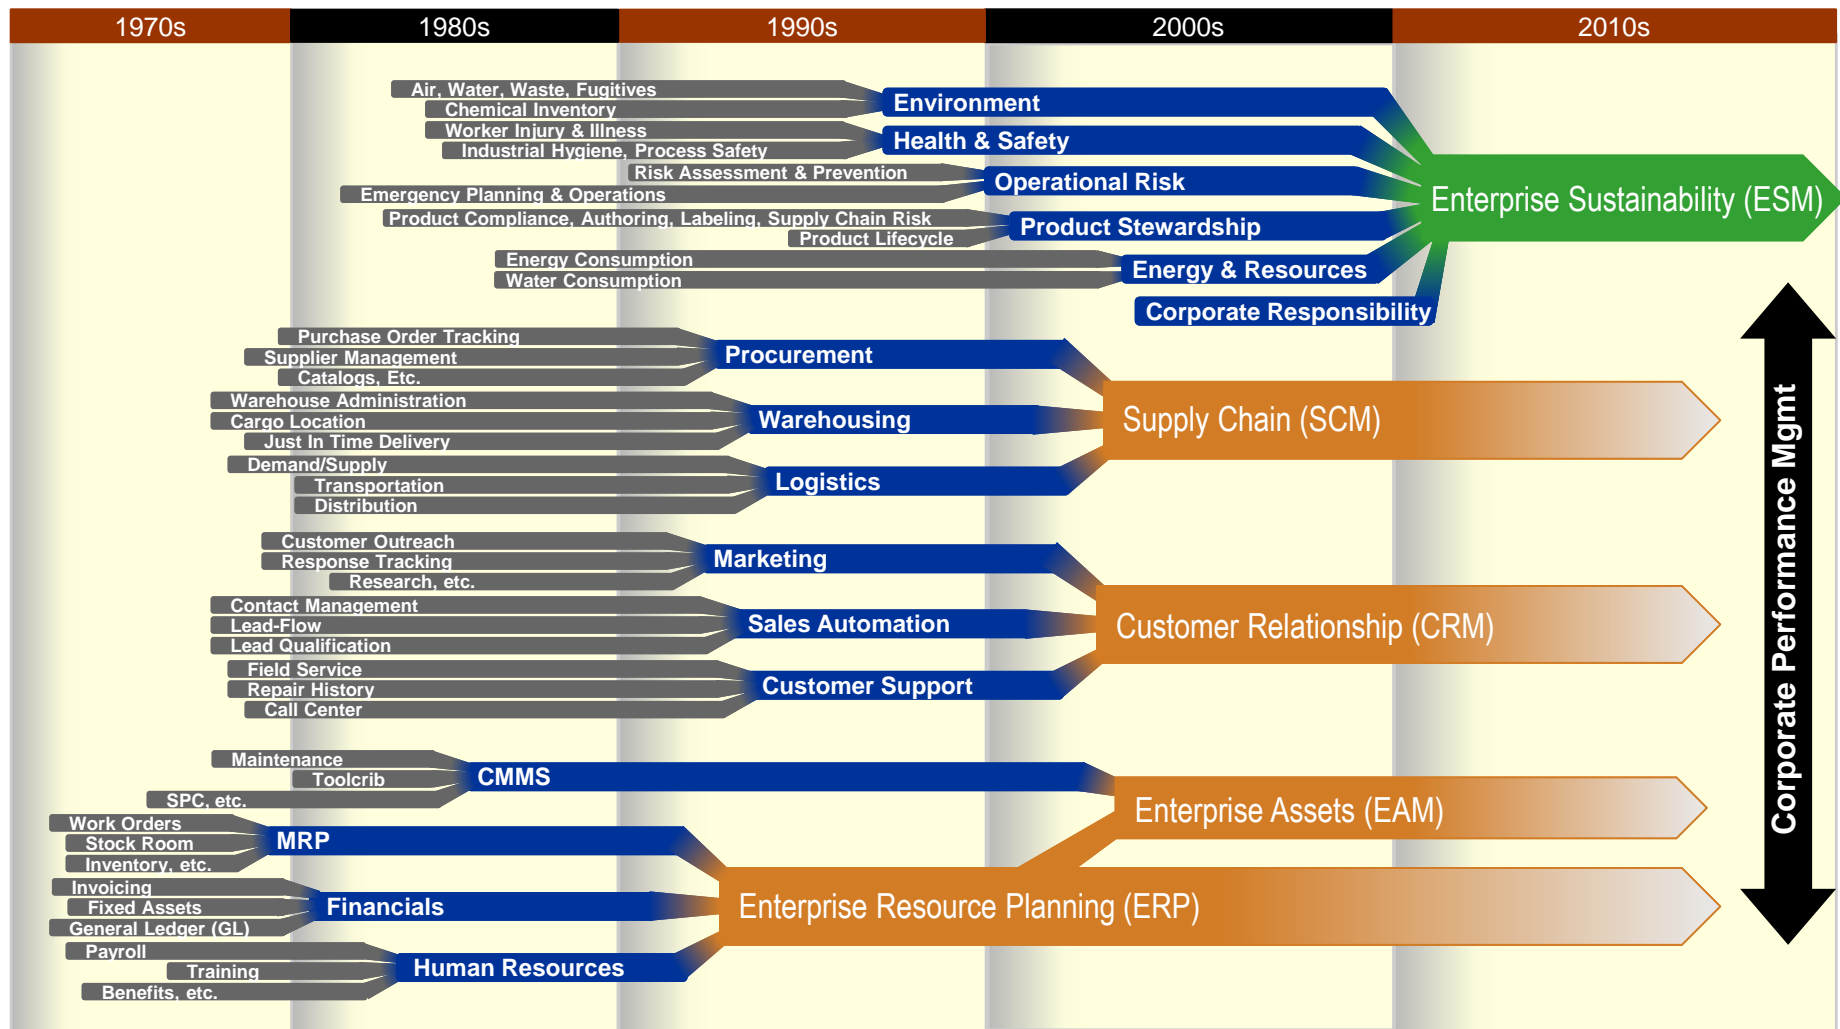 1970s
1980s
1990s
2000s
2010s
Air, Water, Waste, Fugitives
Chemical Inventory
Environment
Worker Injury & Illness
Industrial Hygiene, Process Safety
Health & Safety
Risk Assessment & Prevention
Emergency Planning & Operations
Operational Risk
Product Compliance, Authoring, Labeling, Supply Chain Risk
Product Lifecycle
Product Stewardship
Energy Consumption
Water Consumption
Energy & Resources
Corporate Responsibility
Enterprise Sustainability (ESM)
Purchase Order Tracking
Supplier Management
Catalogs, Etc.
Procurement
Warehouse Administration
Cargo Location
Just In Time Delivery
Warehousing
Demand/Supply
Transportation
Distribution
Logistics
Supply Chain (SCM)
Customer Outreach
Response Tracking
Research, etc.
Marketing
Contact Management
Lead-Flow
Lead Qualification
Sales Automation
Field Service
Repair History
Call Center
Customer Support
Customer Relationship (CRM)
Maintenance
Toolcrib
SPC, etc.
CMMS
Enterprise Assets (EAM)
Work Orders
Stock Room
Inventory, etc.
MRP
Invoicing
Fixed Assets
General Ledger (GL)
Financials
Payroll
Training
Benefits, etc.
Human Resources
Enterprise Resource Planning (ERP)
Corporate Performance Mgmt